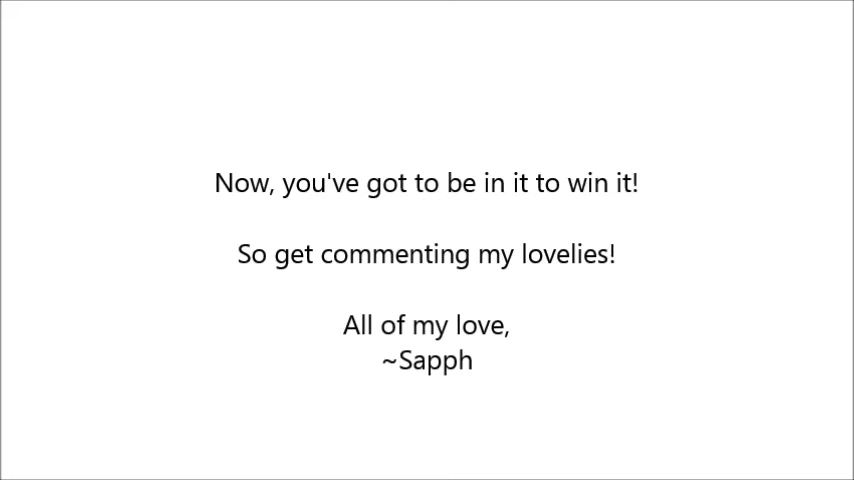 Now, you've got to be in it to win it!
So get commenting my lovelies!
All of my love,
~Sapph